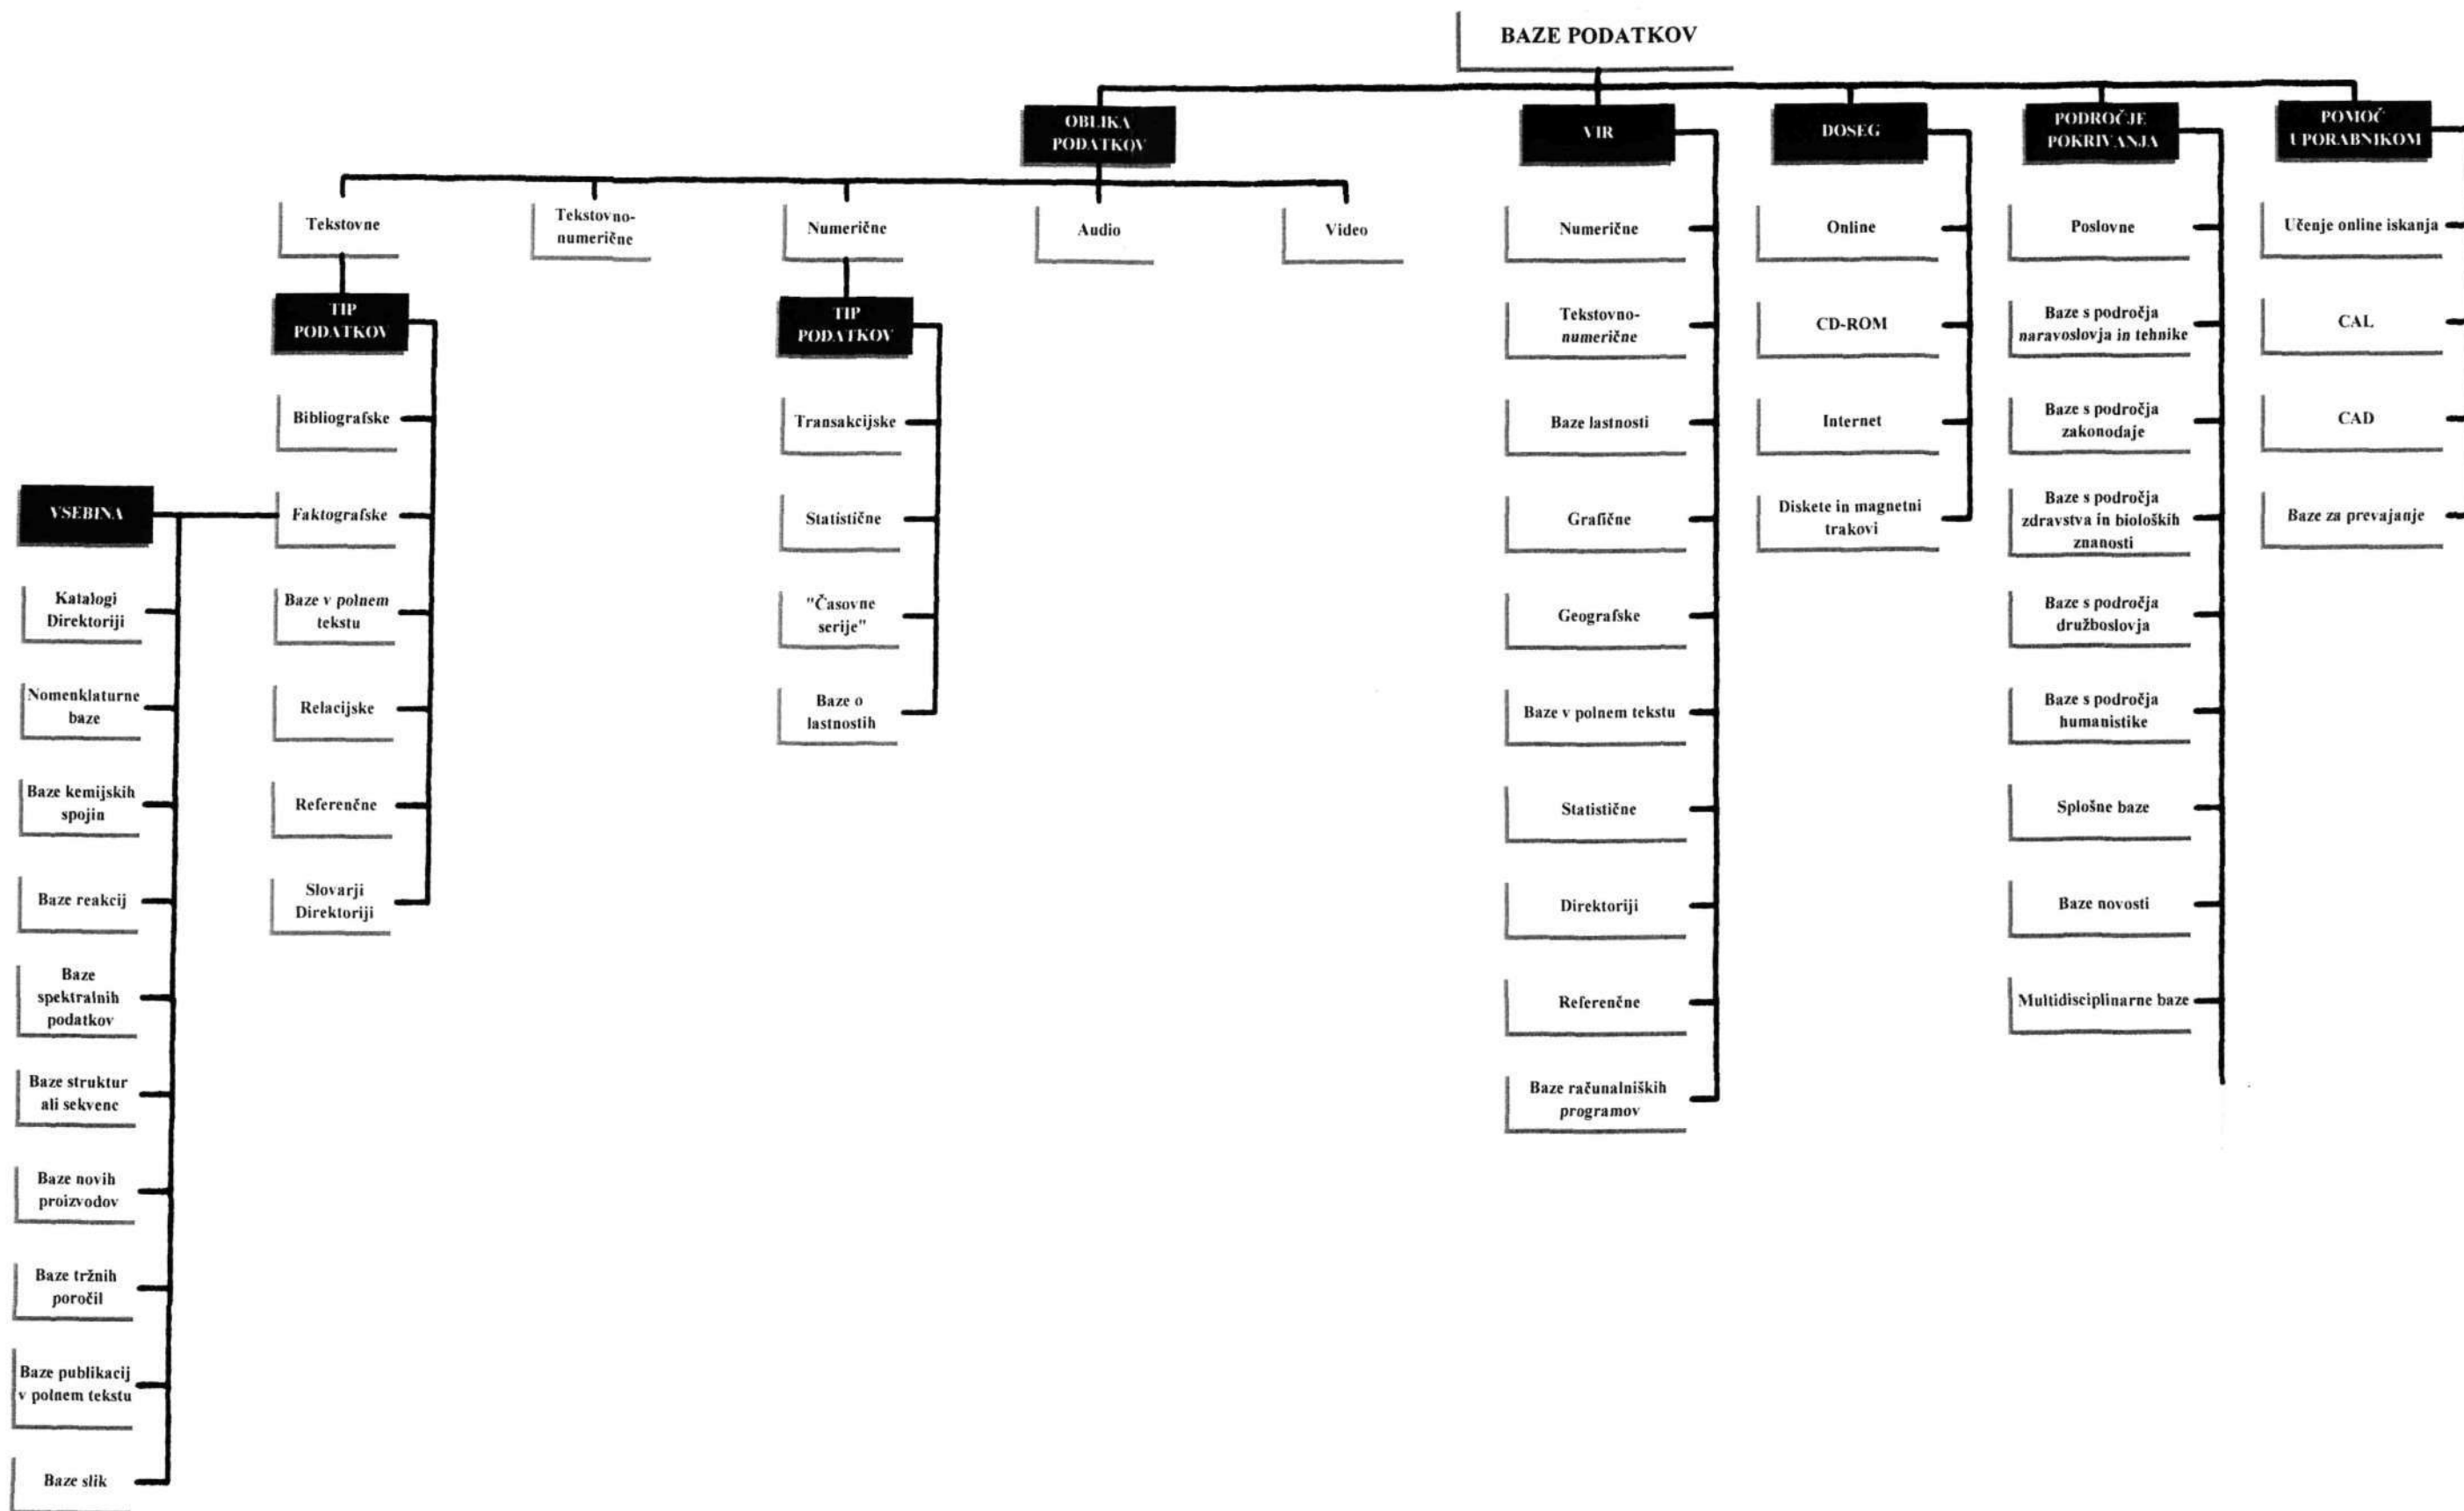 BAZE PODATKOV
OBLIKA
PODATKOV
Tekstovne
TIP
PODATKOV
Bibliografske
Faktografske
VSEBINA
Katalogi
Direktoriji
Nomenklaturne
baze
Baze kemijskih
spojin
Baze reakcij
Baze
spektralnih
podatkov
Baze struktur
ali sekvenc
Baze novih
proizvodov
Baze tržnih
poročil
Baze publikacij
v polnem tekstu
Baze slik
Baze v polnem
tekstu
Relacijske
Referenčne
Slovarji
Direktoriji
Tekstovno-
numerične
Numerične
TIP
PODATKOV
Transakcijske
Statistične
"Časovne
serije"
Baze o
lastnostih
Audio
Video
VIR
Numerične
Tekstovno-
numerične
Baze lastnosti
Grafične
Geografske
Baze v polnem tekstu
Statistične
Direktoriji
Referenčne
Baze računalniških
programov
DOSEG
Online
CD-ROM
Internet
Diskete in magnetni
trakovi
PODROČJE
POKRIVANJA
Poslovne
Baze s področja
naravoslovja in tehnike
Baze s področja
zakonodaje
Baze s področja
zdravstva in bioloških
znanosti
Baze s področja
družboslovja
Baze s področja
humanistike
Splošne baze
Baze novosti
Multidisciplinarne baze
POMOČ
UPORABNIKOM
Učenje online iskanja
CAL
CAD
Baze za prevajanje